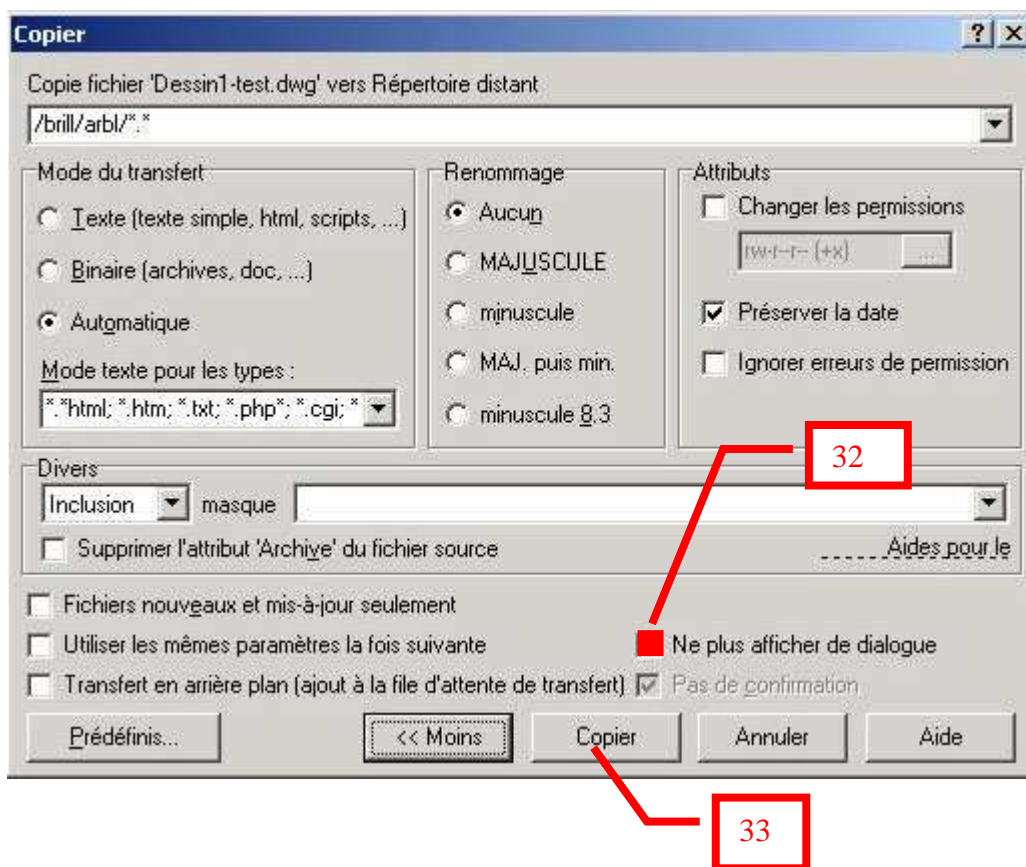 Copier
Copie fichier 'Dessin1-test.dwg' vers Répertoire distant
/brill/arbl/*.*
Mode du transfert
Texte (texte simple, html, scripts, ...)
Binaire (archives, doc, ...)
Automatique
Mode texte pour les types :
*.*html; *.htm; *.txt; *.php*; *.cgi; *
Renommage
Aucun
MAJUSCULE
minuscule
MAJ. puis min.
minuscule 8.3
Attributs
Changer les permissions
rw-r--r-- (+x) ...
Préserver la date
Ignorer erreurs de permission
32
Divers
Inclusion masque
Supprimer l'attribut 'Archive' du fichier source Aides pour le
Fichiers nouveaux et mis-à-jour seulement
Utiliser les mêmes paramètres la fois suivante Ne plus afficher de dialogue
Transfert en arrière plan (ajout à la file d'attente de transfert) Pas de confirmation
Prédéfinis... << Moins Copier Annuler Aide
33